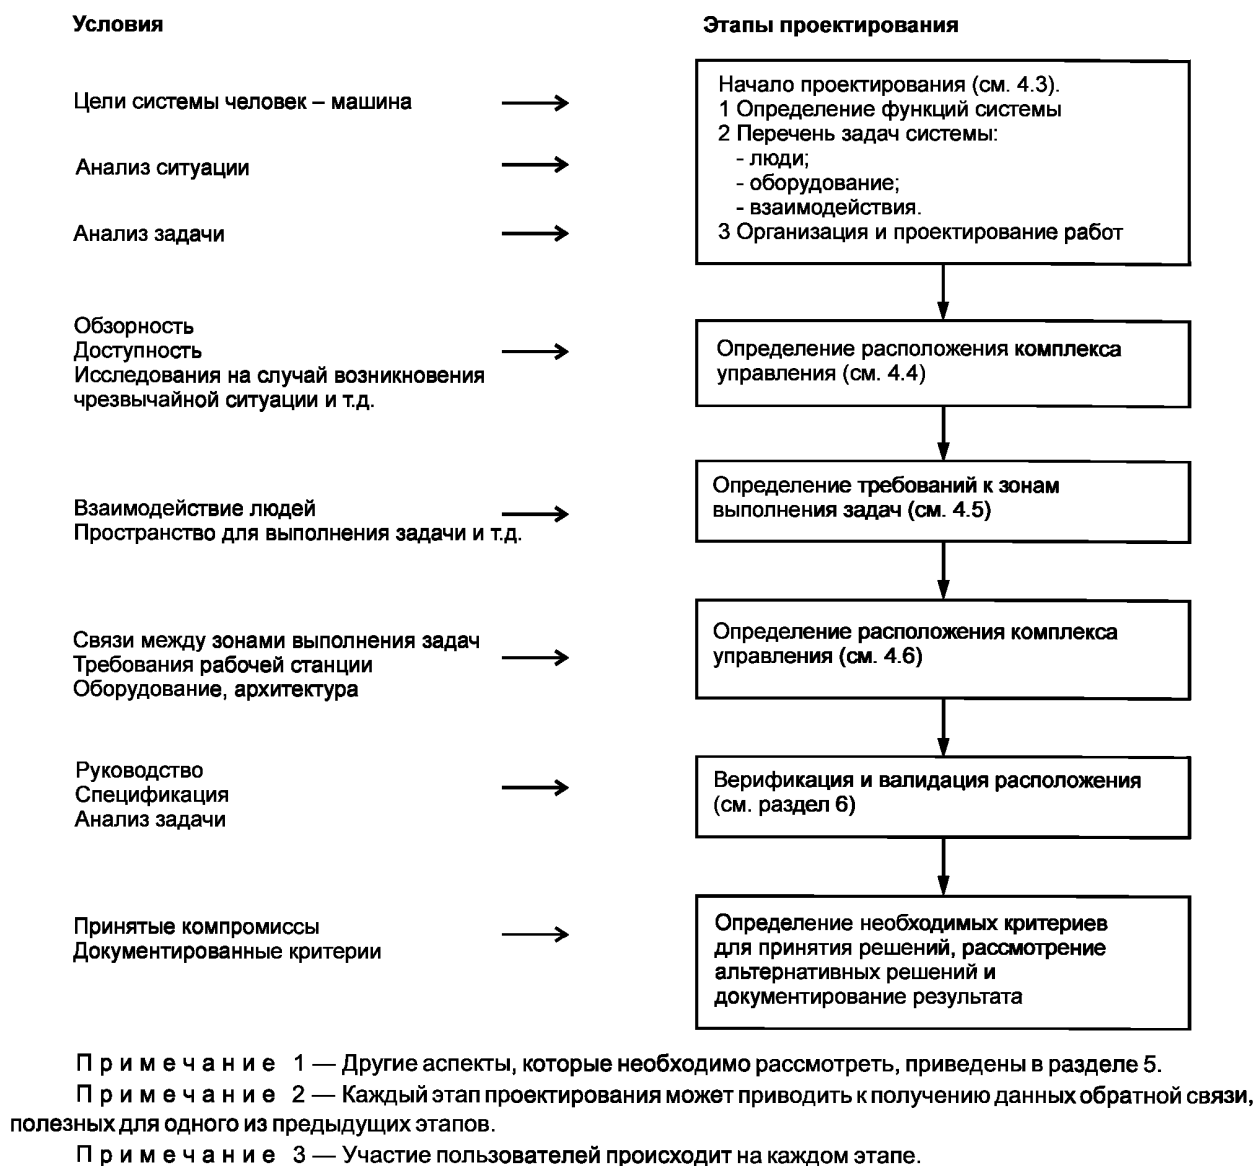 Условия
Этапы проектирования
Цели системы человек – машина
Анализ ситуации
Анализ задачи
Начало проектирования (см. 4.3).
1 Определение функций системы
2 Перечень задач системы:
- люди;
- оборудование;
- взаимодействия.
3 Организация и проектирование работ
Обзорность
Доступность
Исследования на случай возникновения
чрезвычайной ситуации и т.д.
Определение расположения комплекса
управления (см. 4.4)
Взаимодействие людей
Пространство для выполнения задачи и т.д.
Определение требований к зонам
выполнения задач (см. 4.5)
Связи между зонами выполнения задач
Требования рабочей станции
Оборудование, архитектура
Определение расположения комплекса
управления (см. 4.6)
Руководство
Спецификация
Анализ задачи
Верификация и валидация расположения
(см. раздел 6)
Принятые компромиссы
Документированные критерии
Определение необходимых критериев
для принятия решений, рассмотрение
альтернативных решений и
документирование результата
Примечание 1 — Другие аспекты, которые необходимо рассмотреть, приведены в разделе 5.
Примечание 2 — Каждый этап проектирования может приводить к получению данных обратной связи,
полезных для одного из предыдущих этапов.
Примечание 3 — Участие пользователей происходит на каждом этапе.